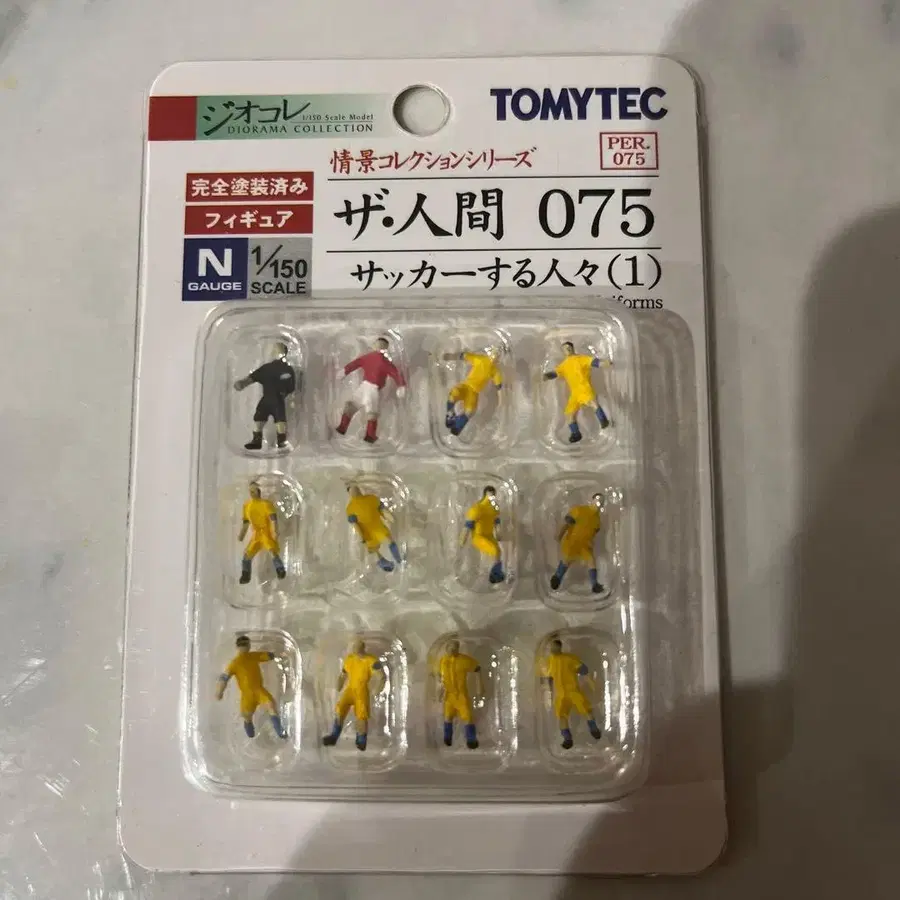 ジオコレ
1/150 Scale Model
DIORAMA COLLECTION
TOMYTEC
情景コレクションシリーズ
PER.
075
完全塗装済み
フィギュア
ザ・人間 075
N
GAUGE
1/150
SCALE
サッカーする人々(1)